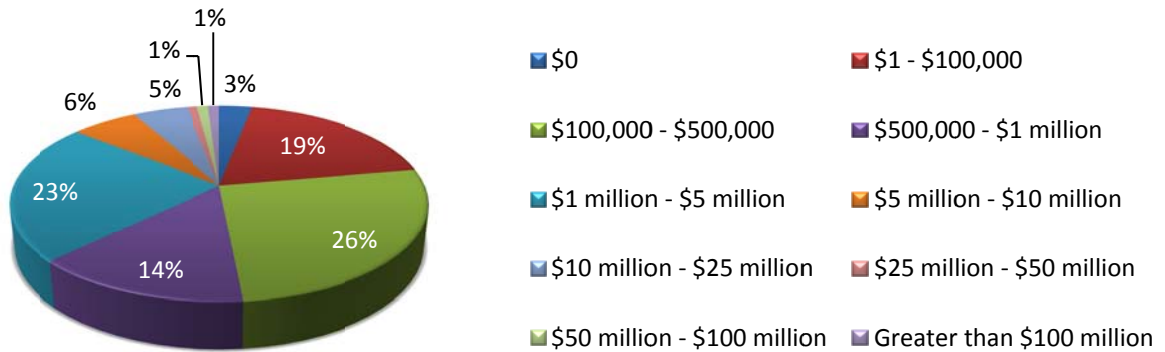 1%
1%
3%
5%
6%
19%
23%
26%
14%
$0
$1 - $100,000
$100,000 - $500,000
$500,000 - $1 million
$1 million - $5 million
$5 million - $10 million
$10 million - $25 million
$25 million - $50 million
$50 million - $100 million
Greater than $100 million